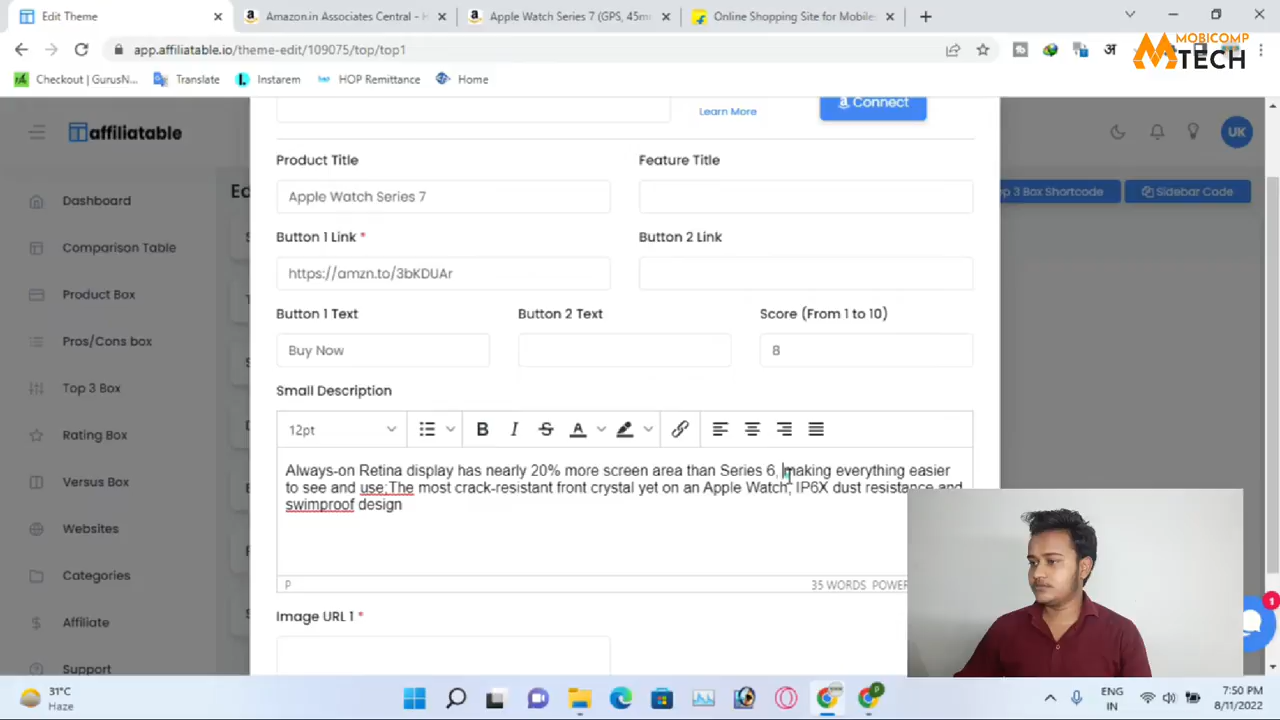 Edit Theme
Amazon.in Associates Central - H
Apple Watch Series 7 (GPS, 45m
Online Shopping Site for Mobile
app.affiliatable.io/theme-edit/109075/top/top1
MOBICOMP
TECH
Checkout | GurusN...
Translate
Instarem
HOP Remittance
Home
affiliatable
Learn More
Connect
UK
p 3 Box Shortcode
Sidebar Code
Dashboard
Comparison Table
Product Box
Pros/Cons box
Top 3 Box
Rating Box
Versus Box
Websites
Categories
Affiliate
Support
Product Title
Feature Title
Apple Watch Series 7
Button 1 Link *
Button 2 Link
https://amzn.to/3bKDUAr
Button 1 Text
Button 2 Text
Score (From 1 to 10)
Buy Now
8
Small Description
12pt
B I S A
Always-on Retina display has nearly 20% more screen area than Series 6, making everything easier
to see and use;The most crack-resistant front crystal yet on an Apple Watch, IP6X dust resistance and
swimproof design
P
35 WORDS POWER
Image URL 1 *
1
31°C
Haze
ENG
IN
7:50 PM
8/11/2022